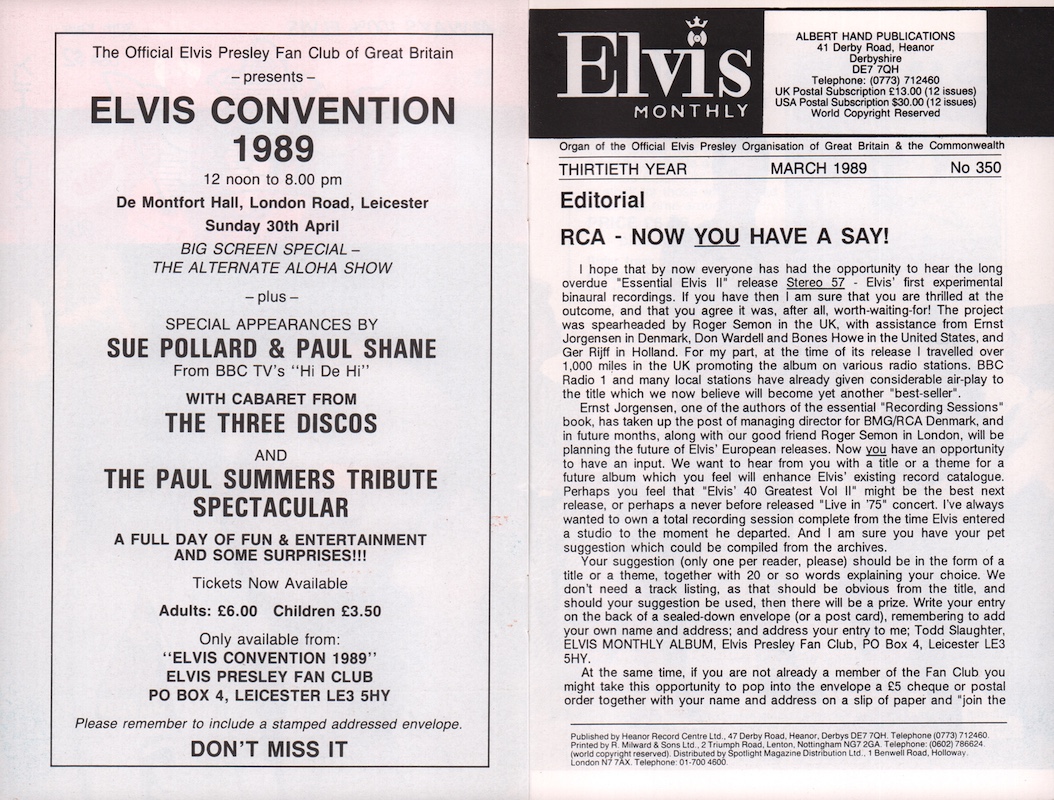 The Official Elvis Presley Fan Club of Great Britain
– presents –
ELVIS CONVENTION
1989
12 noon to 8.00 pm
De Montfort Hall, London Road, Leicester
Sunday 30th April
BIG SCREEN SPECIAL –
THE ALTERNATE ALOHA SHOW
– plus –
SPECIAL APPEARANCES BY
SUE POLLARD & PAUL SHANE
From BBC TV's ''Hi De Hi''
WITH CABARET FROM
THE THREE DISCOS
AND
THE PAUL SUMMERS TRIBUTE
SPECTACULAR
A FULL DAY OF FUN & ENTERTAINMENT
AND SOME SURPRISES!!!
Tickets Now Available
Adults: £6.00 Children £3.50
Only available from:
''ELVIS CONVENTION 1989''
ELVIS PRESLEY FAN CLUB
PO BOX 4, LEICESTER LE3 5HY
Please remember to include a stamped addressed envelope.
DON'T MISS IT
Elvis
MONTHLY
ALBERT HAND PUBLICATIONS
41 Derby Road, Heanor
Derbyshire
DE7 7QH
Telephone: (0773) 712460
UK Postal Subscription £13.00 (12 issues)
USA Postal Subscription $30.00 (12 issues)
World Copyright Reserved
Organ of the Official Elvis Presley Organisation of Great Britain & the Commonwealth
THIRTIETH YEAR MARCH 1989 No 350
Editorial
RCA - NOW YOU HAVE A SAY!
I hope that by now everyone has had the opportunity to hear the long
overdue "Essential Elvis II" release Stereo 57 - Elvis' first experimental
binaural recordings. If you have then I am sure that you are thrilled at the
outcome, and that you agree it was, after all, worth-waiting-for! The project
was spearheaded by Roger Semon in the UK, with assistance from Ernst
Jorgensen in Denmark, Don Wardell and Bones Howe in the United States, and
Ger Rijff in Holland. For my part, at the time of its release I travelled over
1,000 miles in the UK promoting the album on various radio stations. BBC
Radio 1 and many local stations have already given considerable air-play to
the title which we now believe will become yet another "best-seller".
Ernst Jorgensen, one of the authors of the essential "Recording Sessions"
book, has taken up the post of managing director for BMG/RCA Denmark, and
in future months, along with our good friend Roger Semon in London, will be
planning the future of Elvis' European releases. Now you have an opportunity
to have an input. We want to hear from you with a title or a theme for a
future album which you feel will enhance Elvis' existing record catalogue.
Perhaps you feel that "Elvis' 40 Greatest Vol II" might be the best next
release, or perhaps a never before released "Live in '75" concert. I've always
wanted to own a total recording session complete from the time Elvis entered
a studio to the moment he departed. And I am sure you have your pet
suggestion which could be compiled from the archives.
Your suggestion (only one per reader, please) should be in the form of a
title or a theme, together with 20 or so words explaining your choice. We
don't need a track listing, as that should be obvious from the title, and
should your suggestion be used, then there will be a prize. Write your entry
on the back of a sealed-down envelope (or a post card), remembering to add
your own name and address; and address your entry to me; Todd Slaughter,
ELVIS MONTHLY ALBUM, Elvis Presley Fan Club, PO Box 4, Leicester LE3
5HY.
At the same time, if you are not already a member of the Fan Club you
might take this opportunity to pop into the envelope a £5 cheque or postal
order together with your name and address on a slip of paper and "join the
Published by Heanor Record Centre Ltd., 47 Derby Road, Heanor, Derbys DE7 7QH. Telephone (0773) 712460.
Printed by R. Milward & Sons Ltd., 2 Triumph Road, Lenton, Nottingham NG7 2GA. Telephone: (0602) 786624.
(world copyright reserved). Distributed by Spotlight Magazine Distribution Ltd., 1 Benwell Road, Holloway,
London N7 7AX. Telephone: 01-700 4600.